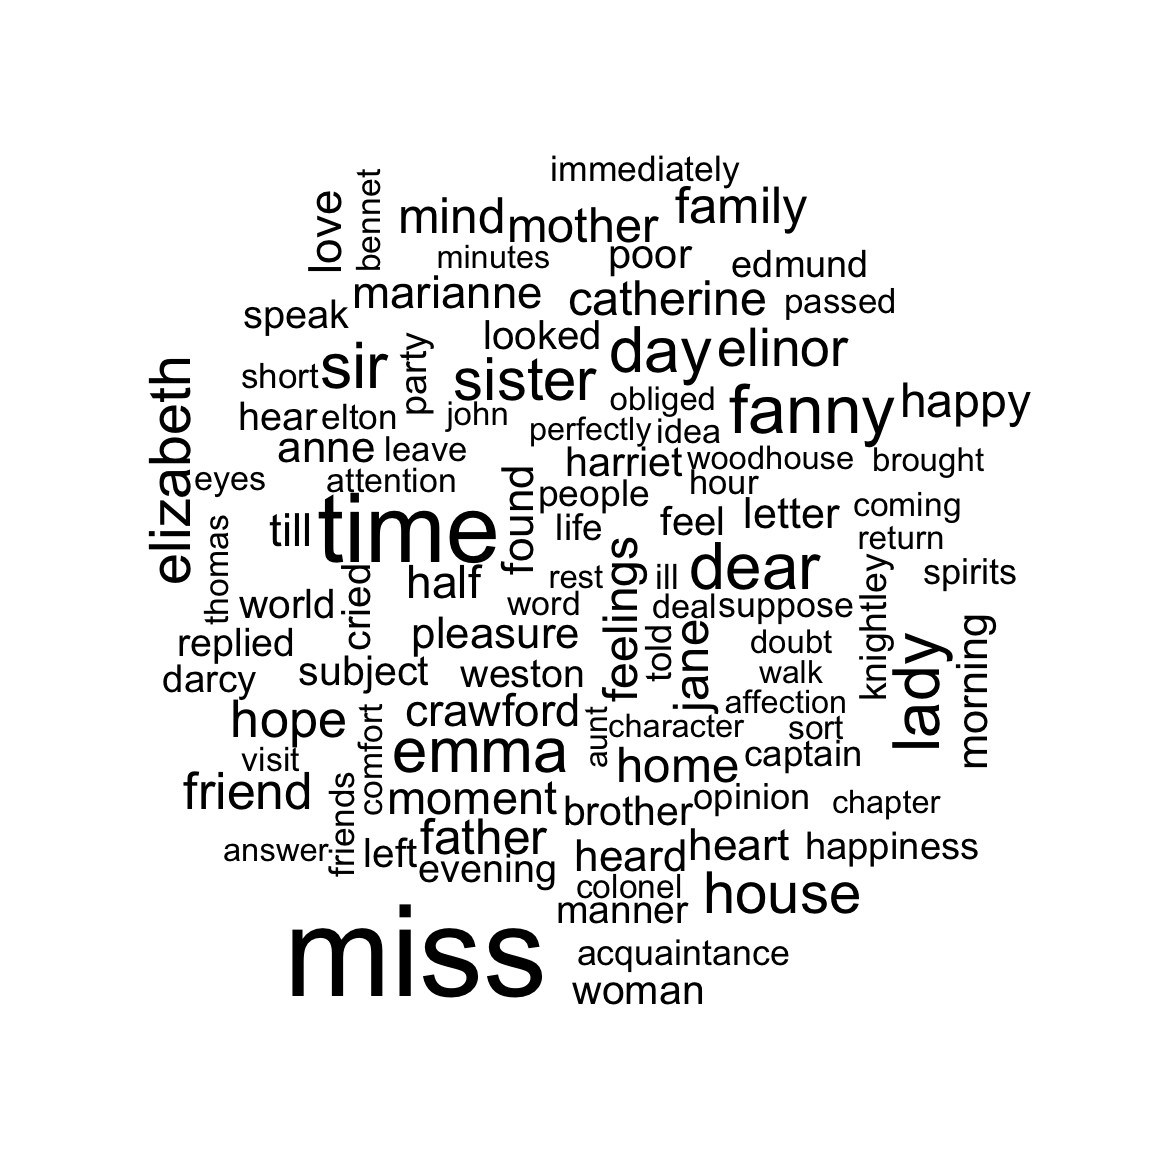 immediately
love
bennet
mind
mother
family
minutes
poor
edmund
marianne
catherine
passed
speak
looked
day
elinor
elizabeth
short
sir
party
sister
obliged
fanny
happy
hear
elton
john
perfectly
idea
anne
leave
harriet
woodhouse
brought
eyes
attention
found
people
hour
till
time
life
feel
letter
coming
return
thomas
cried
half
rest
feelings
ill
dear
spirits
world
word
deal
suppose
knightley
replied
pleasure
told
jane
doubt
lady
morning
darcy
subject
weston
walk
affection
hope
comfort
crawford
aunt
character
sort
visit
emma
home
captain
friend
friends
moment
brother
opinion
chapter
answer
left
father
evening
heard
heart
happiness
colonel
house
manner
miss
acquaintance
woman